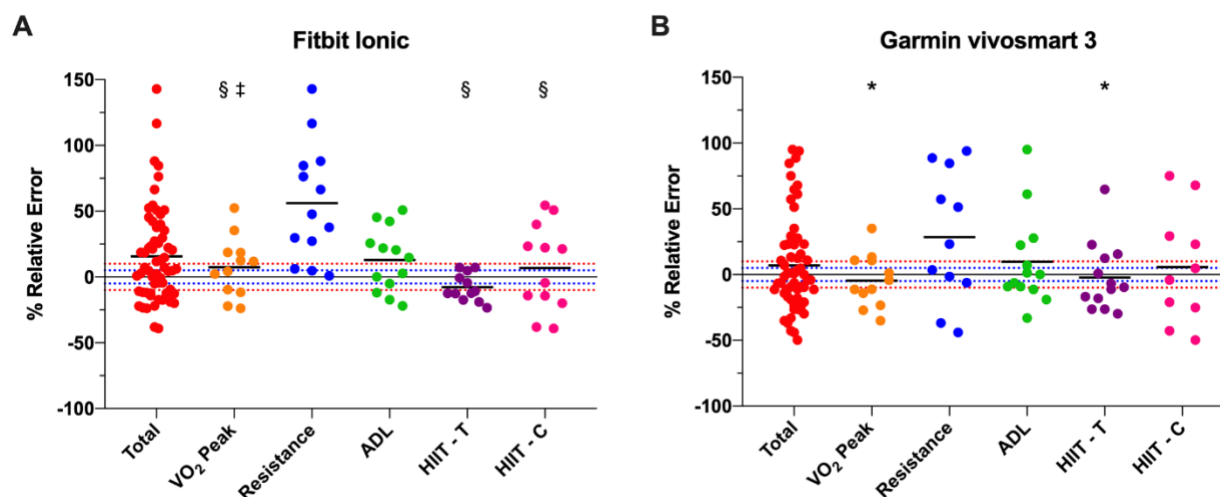 A
Fitbit Ionic
% Relative Error
150
100
50
0
-50
-100
§ ‡
§
§
Total
VO₂ Peak
Resistance
ADL
HIIT - T
HIIT - C
B
Garmin vivosmart 3
% Relative Error
150
100
50
0
-50
-100
*
*
Total
VO₂ Peak
Resistance
ADL
HIIT - T
HIIT - C